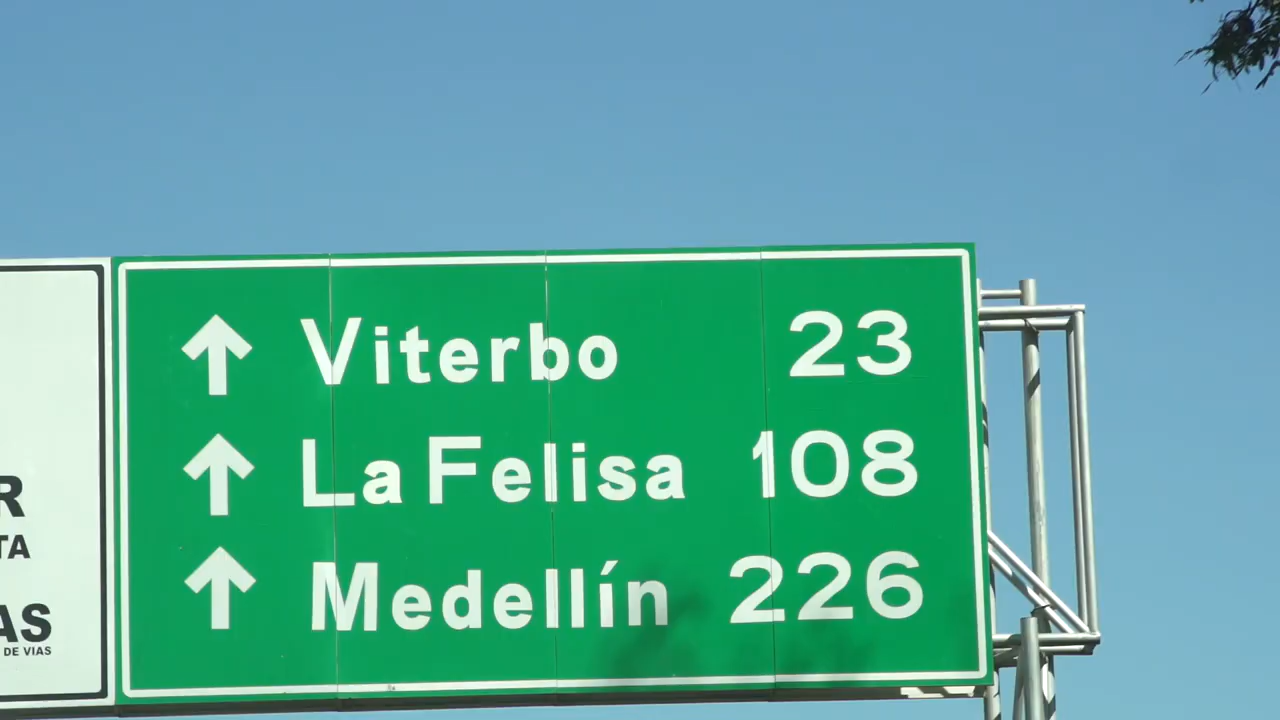 Viterbo 23
La Felisa 108
Medellín 226
R
TA
AS
DE VIAS